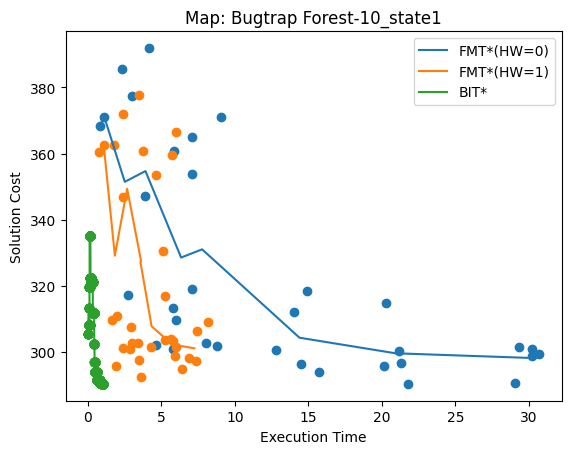 Map: Bugtrap Forest-10_state1
FMT*(HW=0)
FMT*(HW=1)
BIT*
Solution Cost
380
360
340
320
300
0 5 10 15 20 25 30
Execution Time